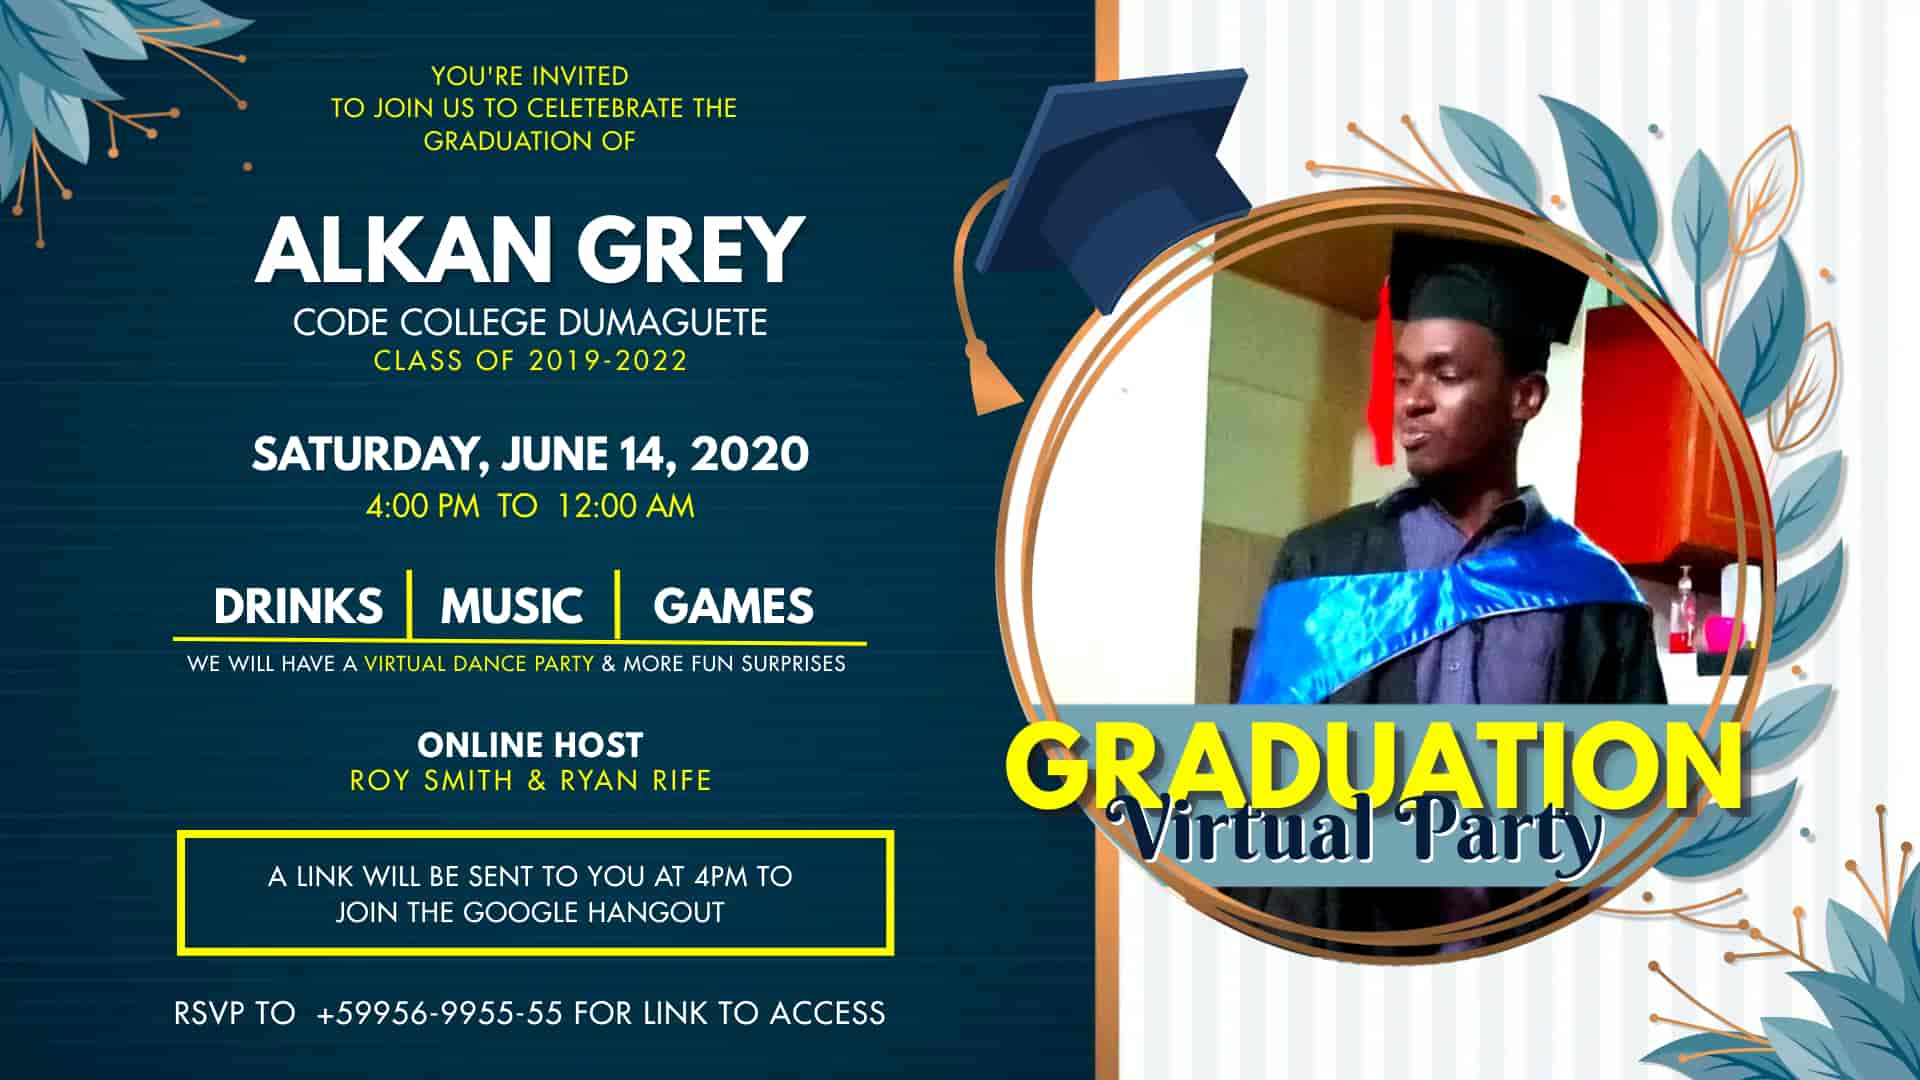 YOU'RE INVITED
TO JOIN US TO CELETEBRATE THE
GRADUATION OF
ALKAN GREY
CODE COLLEGE DUMAGUETE
CLASS OF 2019-2022
SATURDAY, JUNE 14, 2020
4:00 PM TO 12:00 AM
DRINKS | MUSIC | GAMES
WE WILL HAVE A VIRTUAL DANCE PARTY & MORE FUN SURPRISES
ONLINE HOST
ROY SMITH & RYAN RIFE
A LINK WILL BE SENT TO YOU AT 4PM TO
JOIN THE GOOGLE HANGOUT
RSVP TO +59956-9955-55 FOR LINK TO ACCESS
GRADUATION
Virtual Party